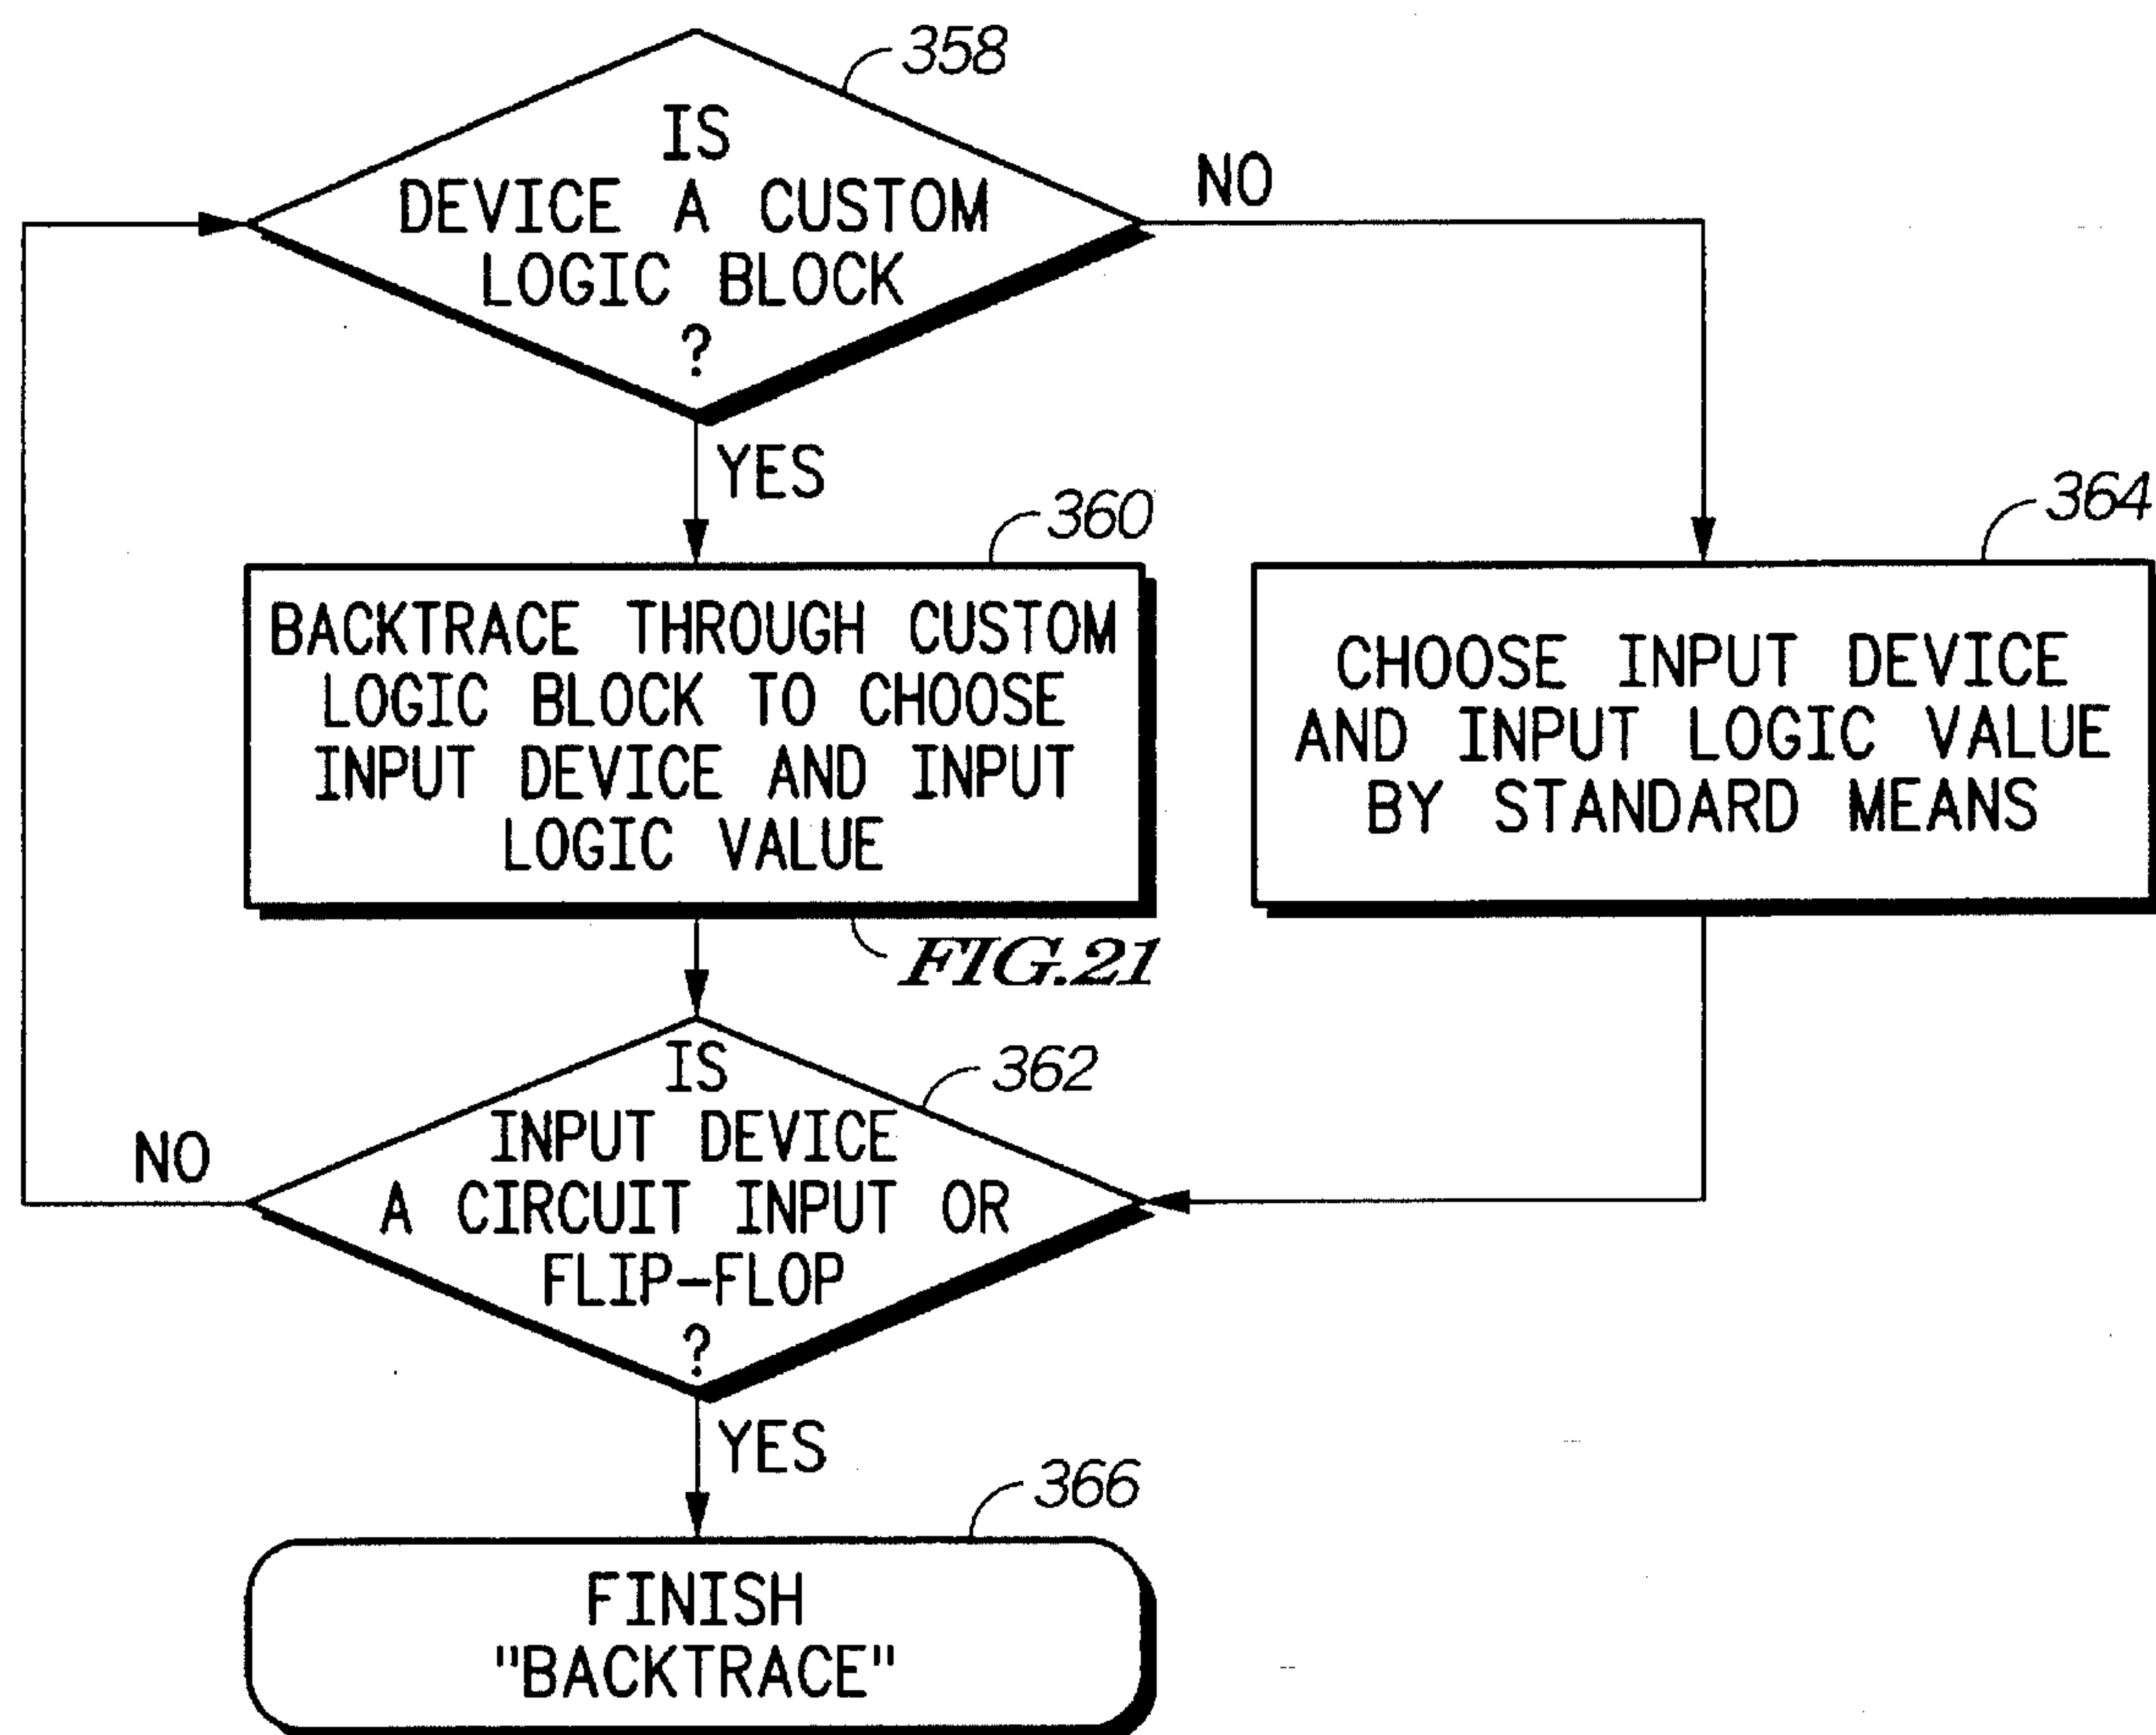 358
IS
DEVICE A CUSTOM
LOGIC BLOCK
?
NO
YES
360
BACKTRACE THROUGH CUSTOM
LOGIC BLOCK TO CHOOSE
INPUT DEVICE AND INPUT
LOGIC VALUE
FIG.21
364
CHOOSE INPUT DEVICE
AND INPUT LOGIC VALUE
BY STANDARD MEANS
362
IS
INPUT DEVICE
A CIRCUIT INPUT OR
FLIP-FLOP
?
NO
YES
366
FINISH
"BACKTRACE"